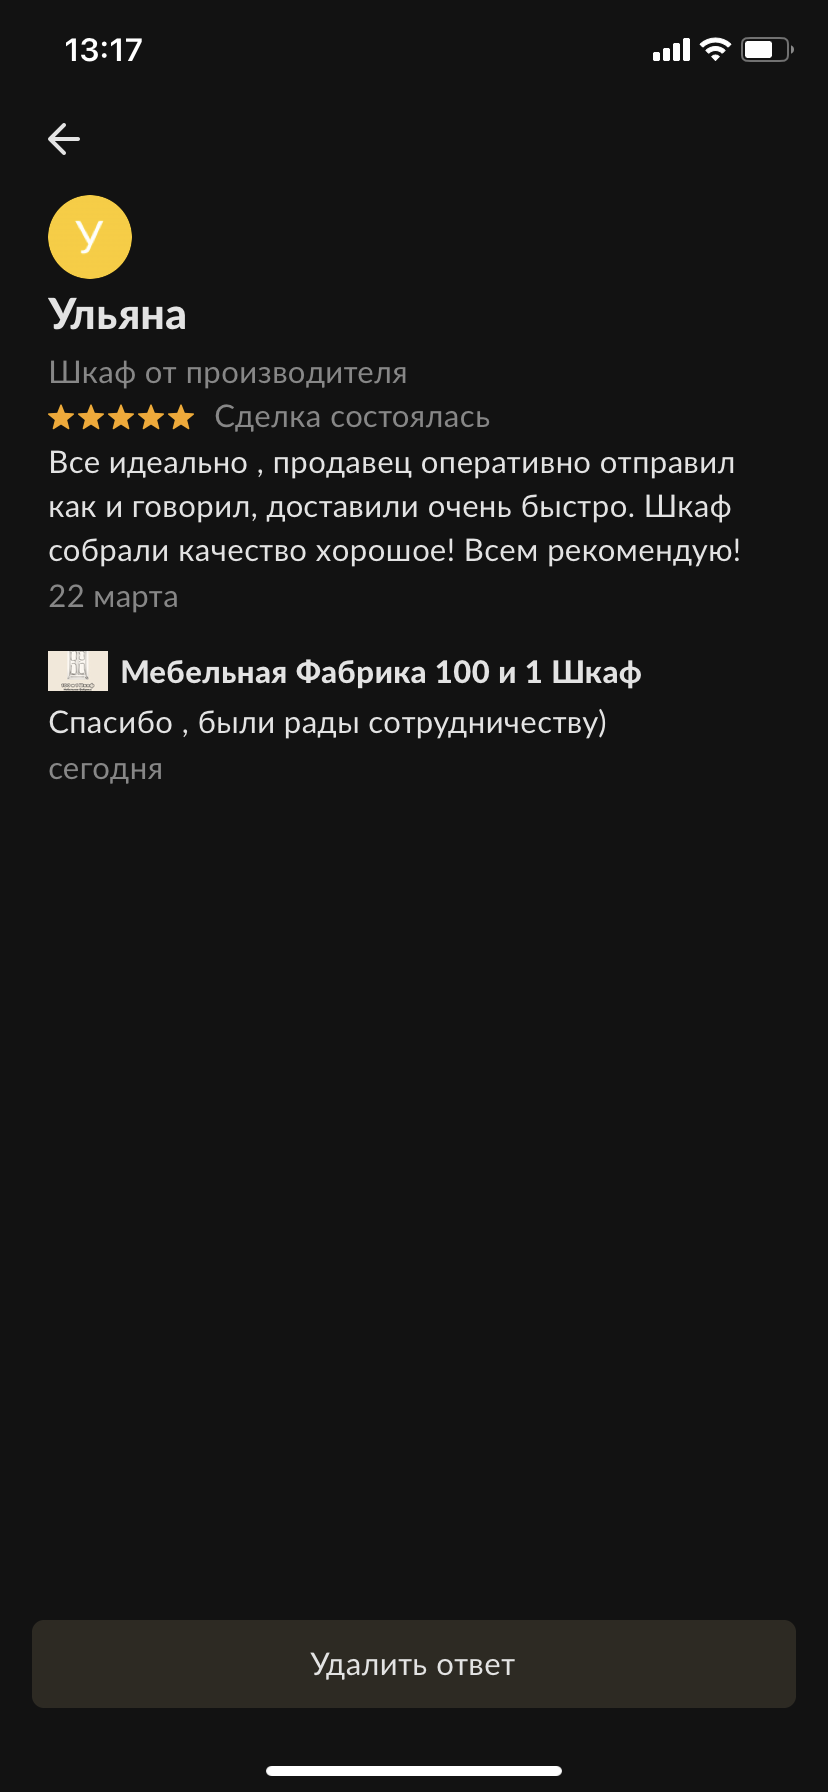 13:17
У
Ульяна
Шкаф от производителя
Сделка состоялась
Все идеально , продавец оперативно отправил
как и говорил, доставили очень быстро. Шкаф
собрали качество хорошое! Всем рекомендую!
22 марта
Мебельная Фабрика 100 и 1 Шкаф
Спасибо , были рады сотрудничеству)
сегодня
Удалить ответ